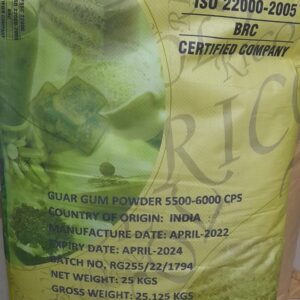 ISO 22000-2005
BRC
CERTIFIED COMPANY
RICO
GUAR GUM POWDER 5500-6000 CPS
COUNTRY OF ORIGIN: INDIA
MANUFACTURE DATE: APRIL-2022
EXPIRY DATE: APRIL-2024
BATCH NO, RG255/22/1794
NET WEIGHT: 25 KGS
GROSS WEIGHT: 25.125 KGS